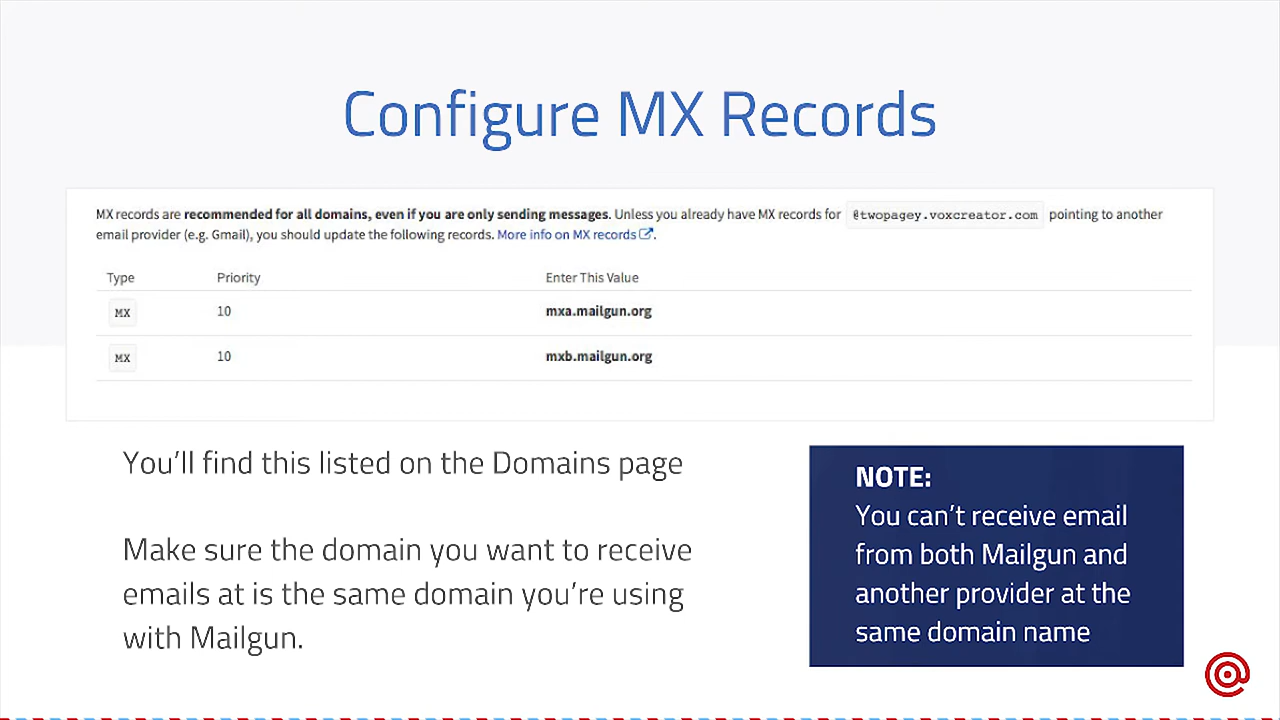 Configure MX Records
MX records are recommended for all domains, even if you are only sending messages. Unless you already have MX records for @twopagey.voxcreator.com pointing to another
email provider (e.g. Gmail), you should update the following records. More info on MX records.
Type Priority Enter This Value
MX 10 mxa.mailgun.org
MX 10 mxb.mailgun.org
You'll find this listed on the Domains page
Make sure the domain you want to receive
emails at is the same domain you're using
with Mailgun.
NOTE:
You can't receive email
from both Mailgun and
another provider at the
same domain name